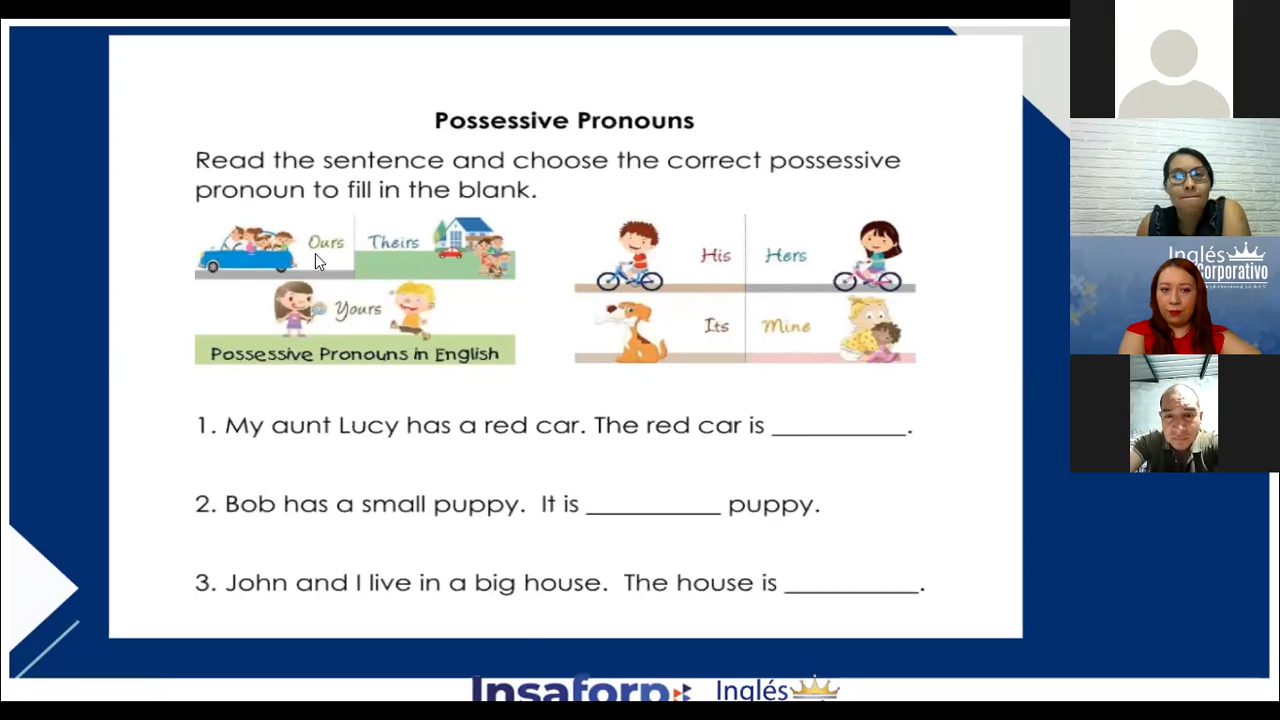 Possessive Pronouns
Read the sentence and choose the correct possessive
pronoun to fill in the blank.
Ours
Theirs
Yours
Possessive Pronouns in English
His
Hers
Its
Mine
1. My aunt Lucy has a red car. The red car is __________.
2. Bob has a small puppy. It is __________ puppy.
3. John and I live in a big house. The house is __________.
Insaforp
Inglés
Inglés
Corporativo